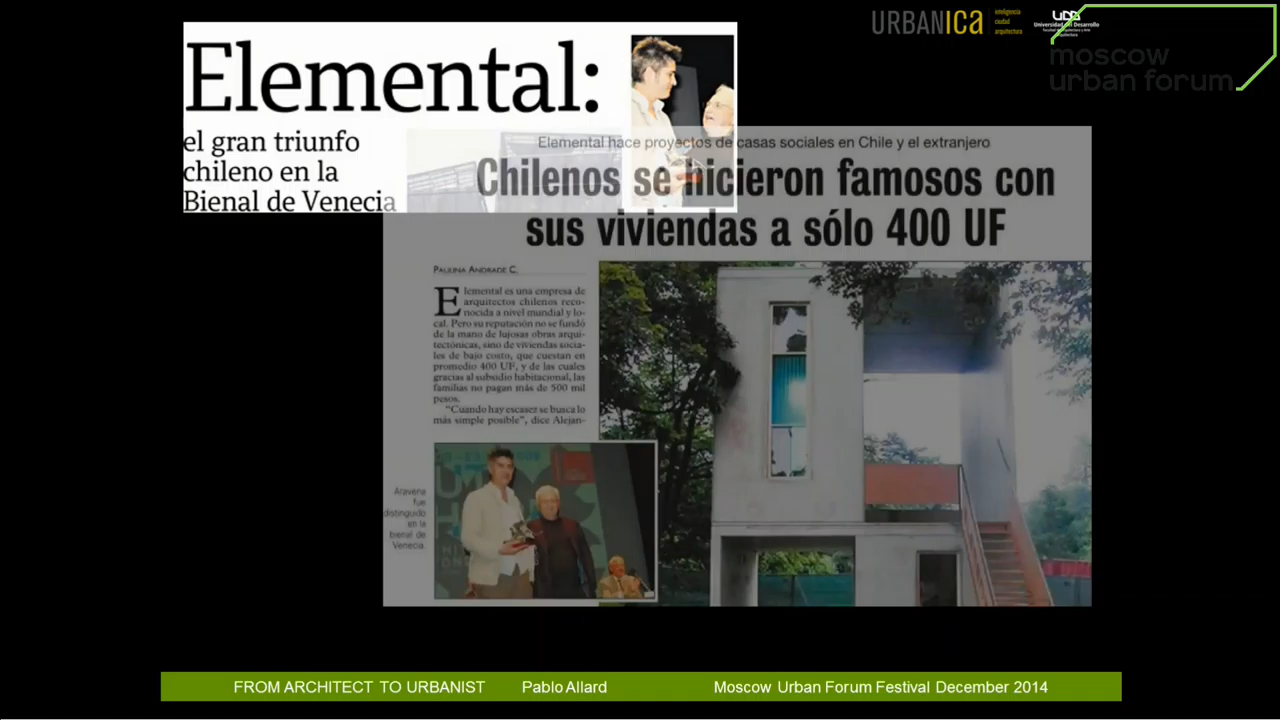 URBANICA
inteligencia
ciudad
arquitectura
UDD
Universidad del Desarrollo
Facultad de Arquitectura y Arte
Arquitectura
moscow
urban forum
Elemental:
el gran triunfo
chileno en la
Bienal de Venecia
Elemental hace proyectos de casas sociales en Chile y el extranjero
Chilenos se hicieron famosos con
sus viviendas a sólo 400 UF
PAULINA ANDRADE C.
Elemental es una empresa de
arquitectos chilenos reco-
nocida a nivel mundial y lo-
cal. Pero su reputación no se fundó
de la mano de lujosas obras arqui-
tectónicas, sino de viviendas socia-
les de bajo costo, que cuestan en
promedio 400 UF, y de las cuales
gracias al subsidio habitacional, las
familias no pagan más de 500 mil
pesos.
"Cuando hay escasez se busca lo
más simple posible", dice Alejan-
Aravena
fue
distinguido
en la
bienal de
Venecia.
FROM ARCHITECT TO URBANIST Pablo Allard Moscow Urban Forum Festival December 2014